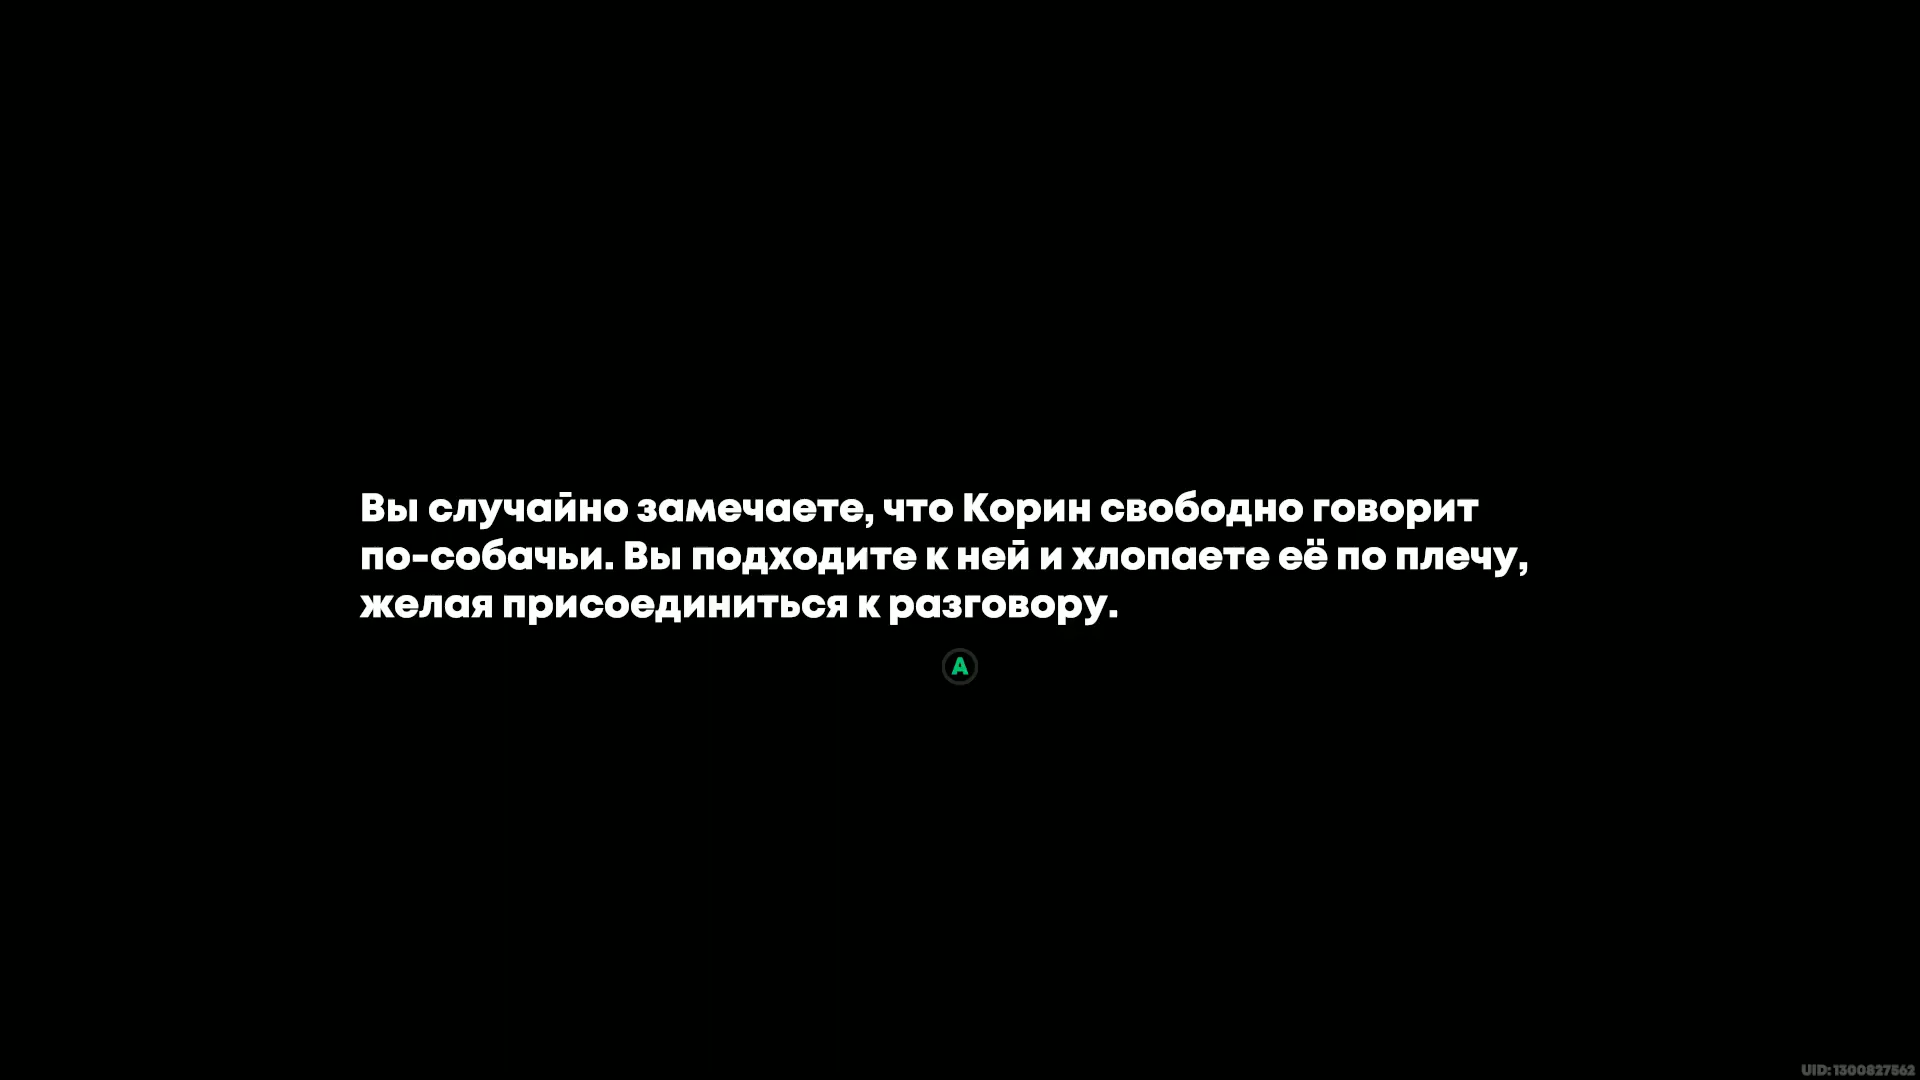 Вы случайно замечаете, что Корин свободно говорит
по-собачьи. Вы подходите к ней и хлопаете её по плечу,
желая присоединиться к разговору.
A
UID: 1300827562